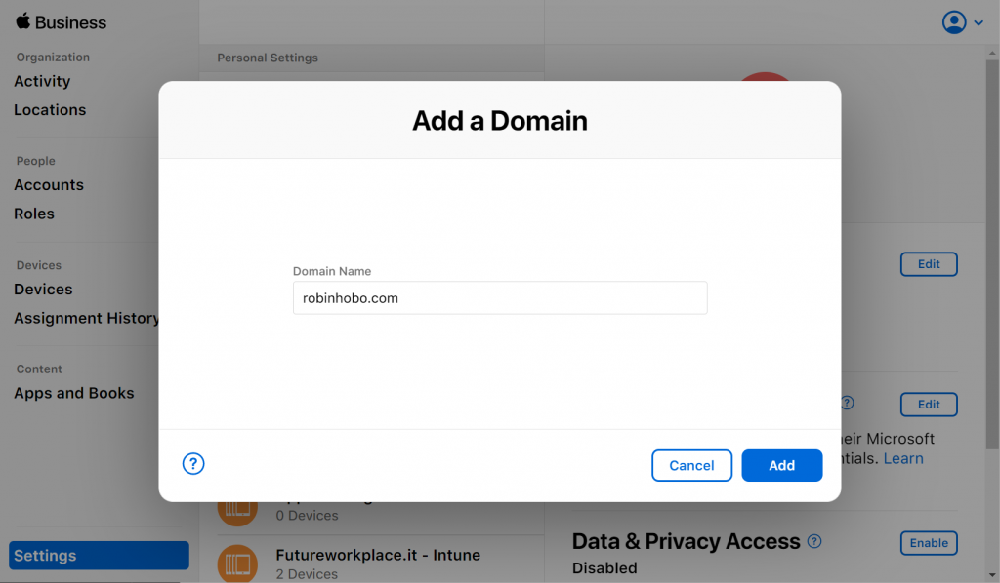 Business
Organization
Activity
Locations
People
Accounts
Roles
Devices
Devices
Assignment History
Content
Apps and Books
Settings
Personal Settings
Add a Domain
Domain Name
robinhobo.com
?
Cancel
Add
0 Devices
Futureworkplace.it - Intune
2 Devices
Edit
?
Edit
Microsoft
Learn
Data & Privacy Access ?
Enable
Disabled